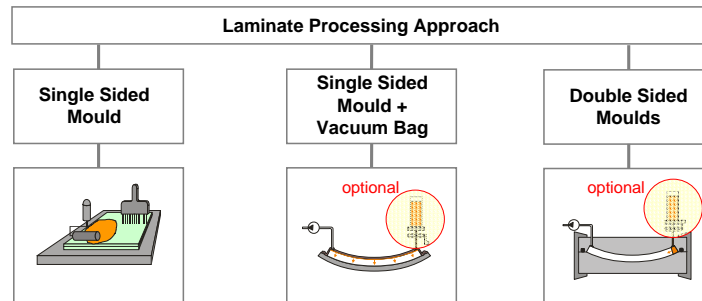 Laminate Processing Approach
Single Sided
Mould
Single Sided
Mould +
Vacuum Bag
Double Sided
Moulds
optional
optional